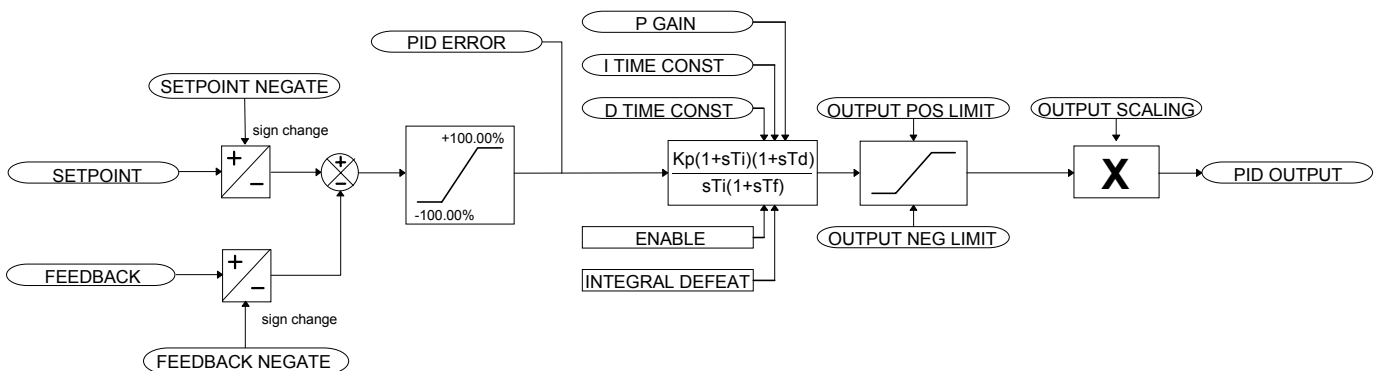 P GAIN
PID ERROR
I TIME CONST
SETPOINT NEGATE
D TIME CONST
OUTPUT POS LIMIT
OUTPUT SCALING
sign change
+100.00%
+
-
SETPOINT
+
-
Kp(1+sTi)(1+sTd)
sTi(1+sTf)
X
PID OUTPUT
-100.00%
ENABLE
OUTPUT NEG LIMIT
+
-
FEEDBACK
INTEGRAL DEFEAT
sign change
FEEDBACK NEGATE